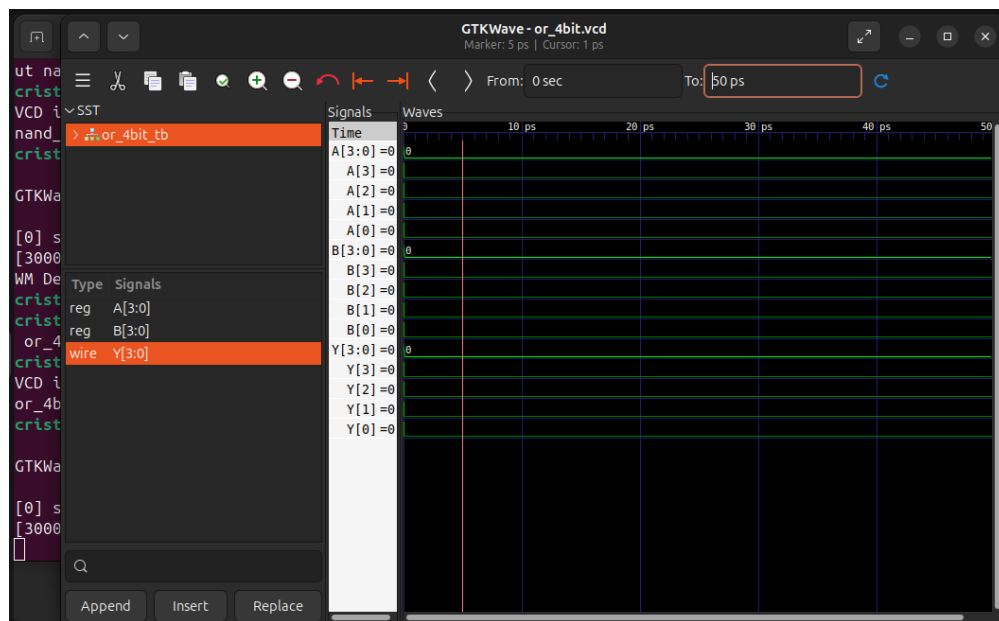 GTKWave - or_4bit.vcd
Marker: 5 ps | Cursor: 1 ps
From: 0 sec To: 50 ps
ut na
crist
VCD i
nand_
crist
GTKWa
[0] s
[3000
WM De
crist
crist
or_4
crist
VCD i
or_4b
crist
GTKWa
[0] s
[3000
SST
or_4bit_tb
Type Signals
reg A[3:0]
reg B[3:0]
wire Y[3:0]
Append Insert Replace
Signals
Time
A[3:0] =0
A[3] =0
A[2] =0
A[1] =0
A[0] =0
B[3:0] =0
B[3] =0
B[2] =0
B[1] =0
B[0] =0
Y[3:0] =0
Y[3] =0
Y[2] =0
Y[1] =0
Y[0] =0
Waves
10 ps 20 ps 30 ps 40 ps 50
0
0
0